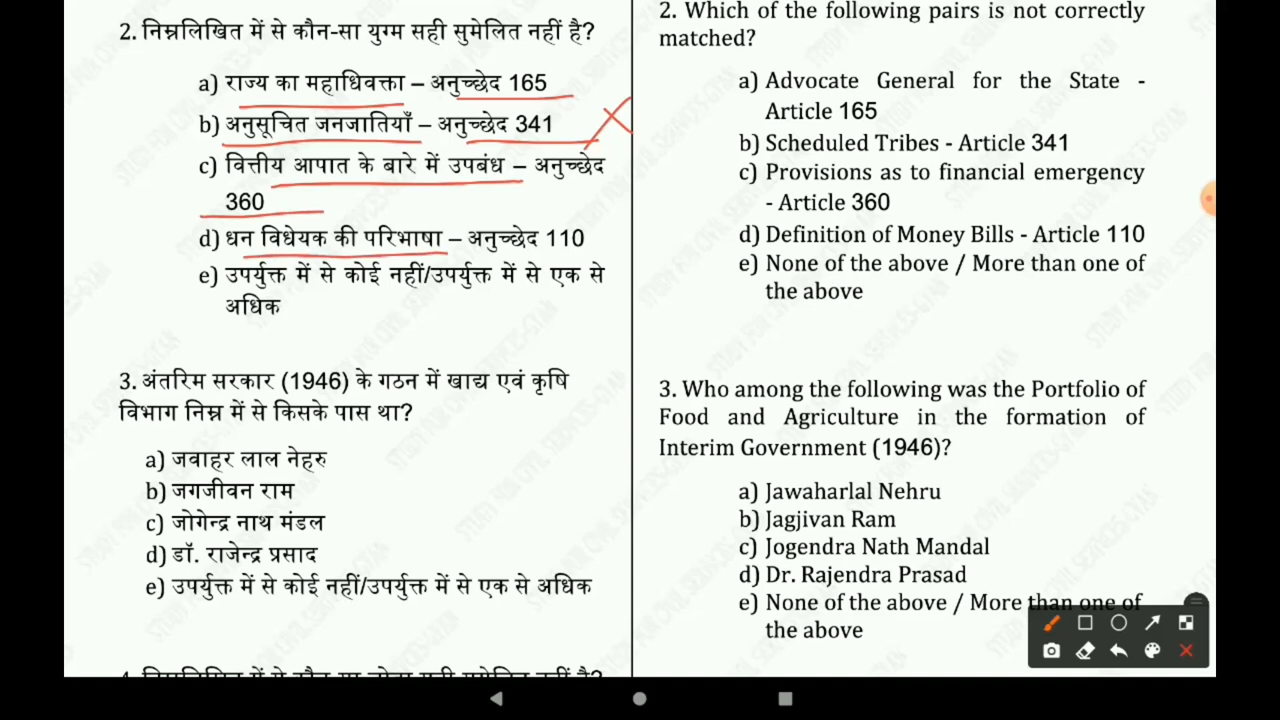 2. निम्नलिखित में से कौन-सा युग्म सही सुमेलित नहीं है?
a) राज्य का महाधिवक्ता – अनुच्छेद 165
b) अनुसूचित जनजातियाँ – अनुच्छेद 341
c) वित्तीय आपात के बारे में उपबंध – अनुच्छेद
360
d) धन विधेयक की परिभाषा – अनुच्छेद 110
e) उपर्युक्त में से कोई नहीं/उपर्युक्त में से एक से
अधिक
3. अंतरिम सरकार (1946) के गठन में खाद्य एवं कृषि
विभाग निम्न में से किसके पास था?
a) जवाहर लाल नेहरु
b) जगजीवन राम
c) जोगेन्द्र नाथ मंडल
d) डॉ. राजेन्द्र प्रसाद
e) उपर्युक्त में से कोई नहीं/उपर्युक्त में से एक से अधिक
2. Which of the following pairs is not correctly
matched?
a) Advocate General for the State -
Article 165
b) Scheduled Tribes - Article 341
c) Provisions as to financial emergency
- Article 360
d) Definition of Money Bills - Article 110
e) None of the above / More than one of
the above
3. Who among the following was the Portfolio of
Food and Agriculture in the formation of
Interim Government (1946)?
a) Jawaharlal Nehru
b) Jagjivan Ram
c) Jogendra Nath Mandal
d) Dr. Rajendra Prasad
e) None of the above / More than one of
the above